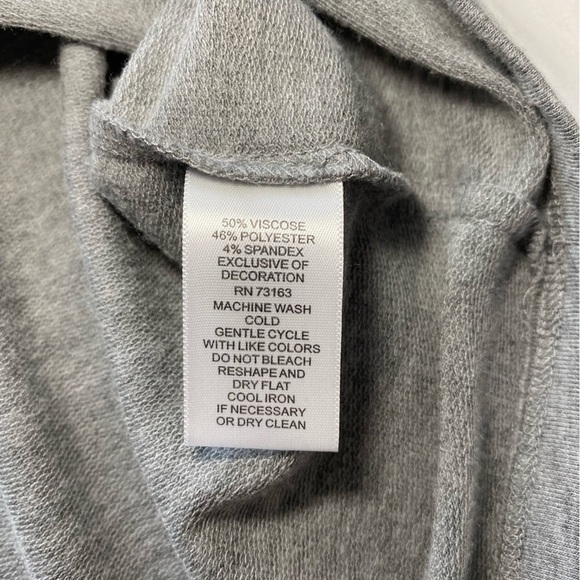 50% VISCOSE
46% POLYESTER
4% SPANDEX
EXCLUSIVE OF
DECORATION
RN 73163
MACHINE WASH
COLD
GENTLE CYCLE
WITH LIKE COLORS
DO NOT BLEACH
RESHAPE AND
DRY FLAT
COOL IRON
IF NECESSARY
OR DRY CLEAN